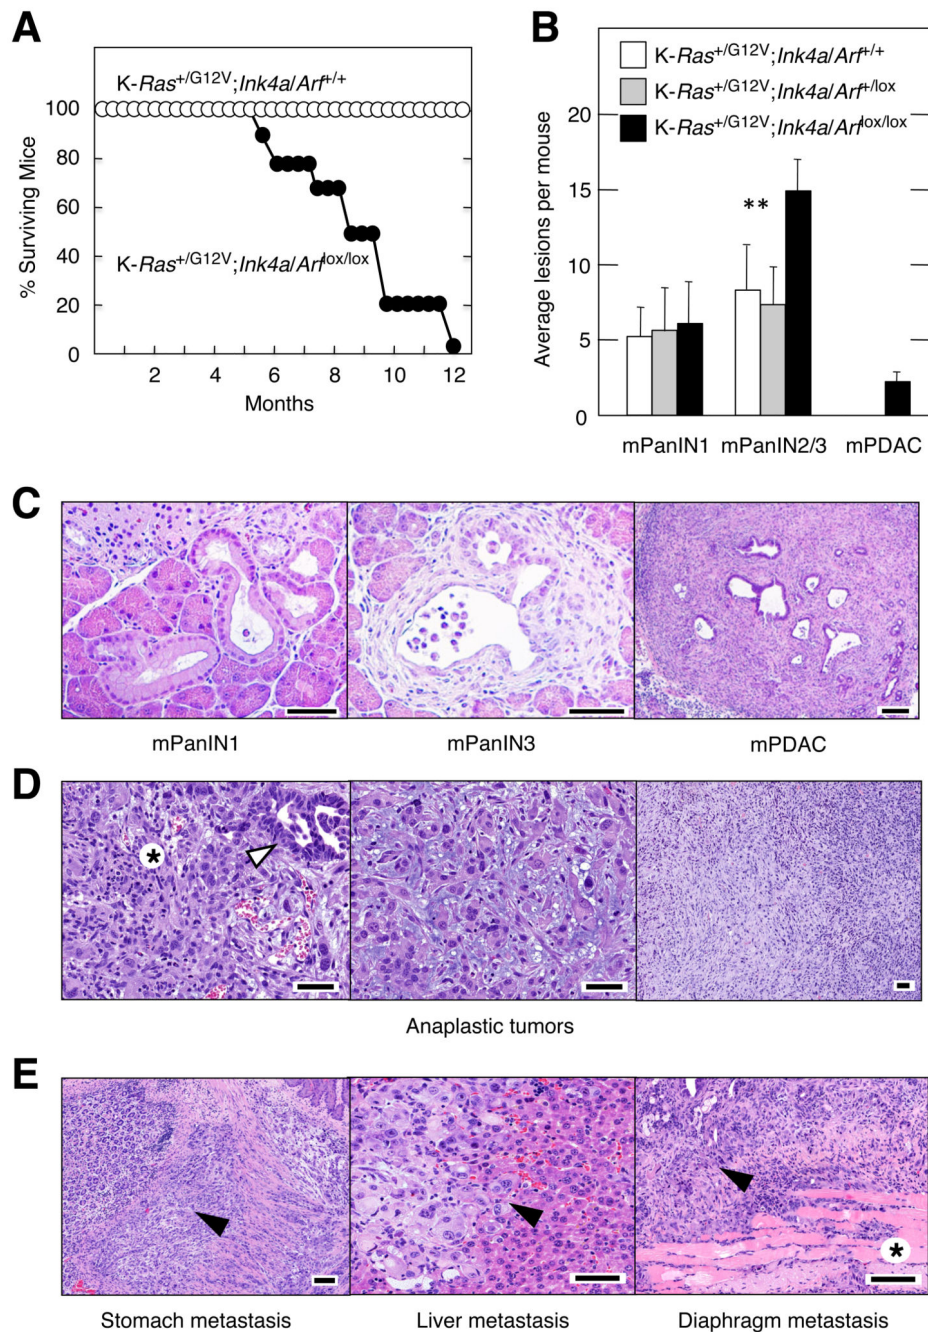 A
K-Ras+/G12V;Ink4a/Arf+/+
100
80
60
40
20
0
% Surviving Mice
K-Ras+/G12V;Ink4a/Arflox/lox
2 4 6 8 10 12
Months
B
K-Ras+/G12V;Ink4a/Arf+/+
K-Ras+/G12V;Ink4a/Arf+/lox
K-Ras+/G12V;Ink4a/Arflox/lox
20
15
10
5
0
Average lesions per mouse
**
mPanIN1 mPanIN2/3 mPDAC
C
mPanIN1 mPanIN3 mPDAC
D
*
Anaplastic tumors
E
*
Stomach metastasis Liver metastasis Diaphragm metastasis